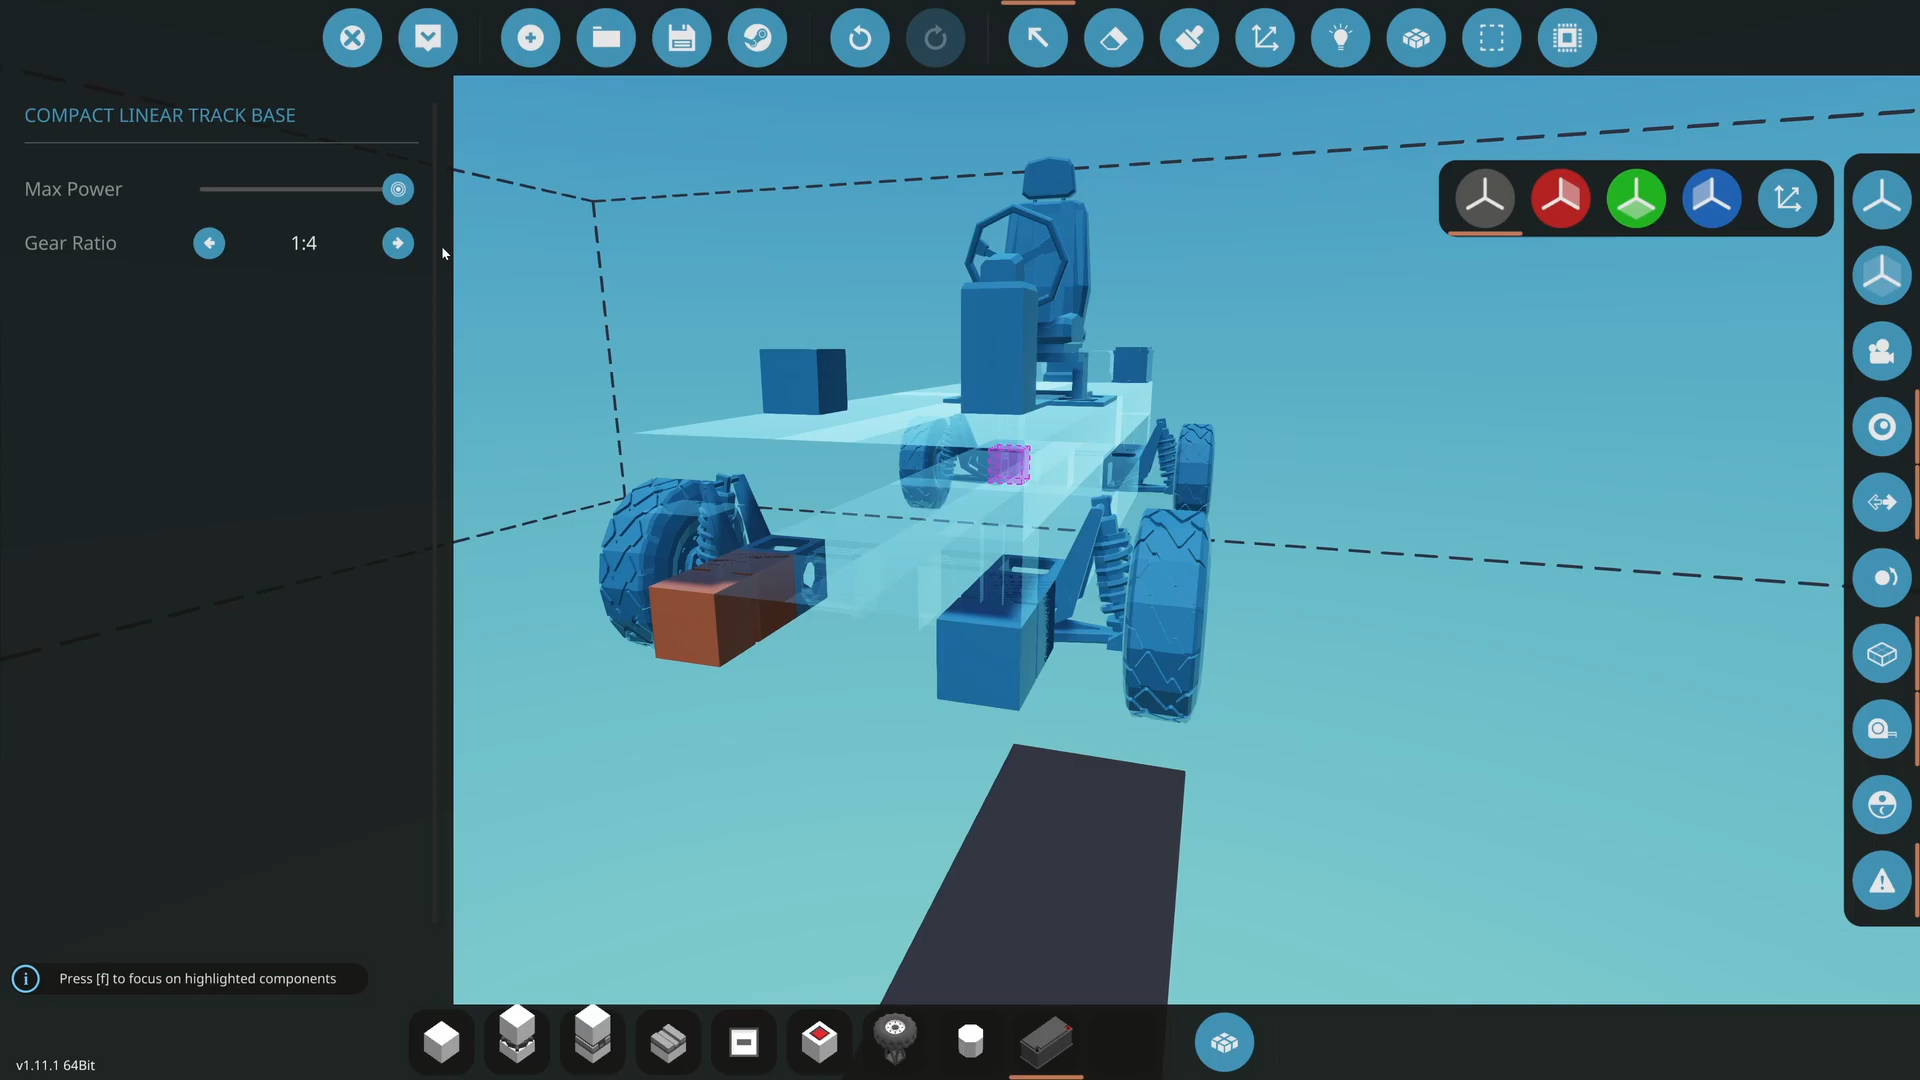 COMPACT LINEAR TRACK BASE
Max Power
Gear Ratio 1:4
Press [f] to focus on highlighted components
v1.11.1 64Bit